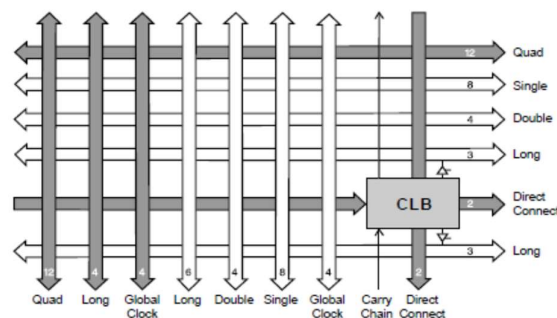 12 Quad
8 Single
4 Double
3 Long
CLB 2 Direct
Connect
3 Long
12 4 4 6 4 8 4 2
Quad Long Global Long Double Single Global Carry Direct
Clock Clock Chain Connect